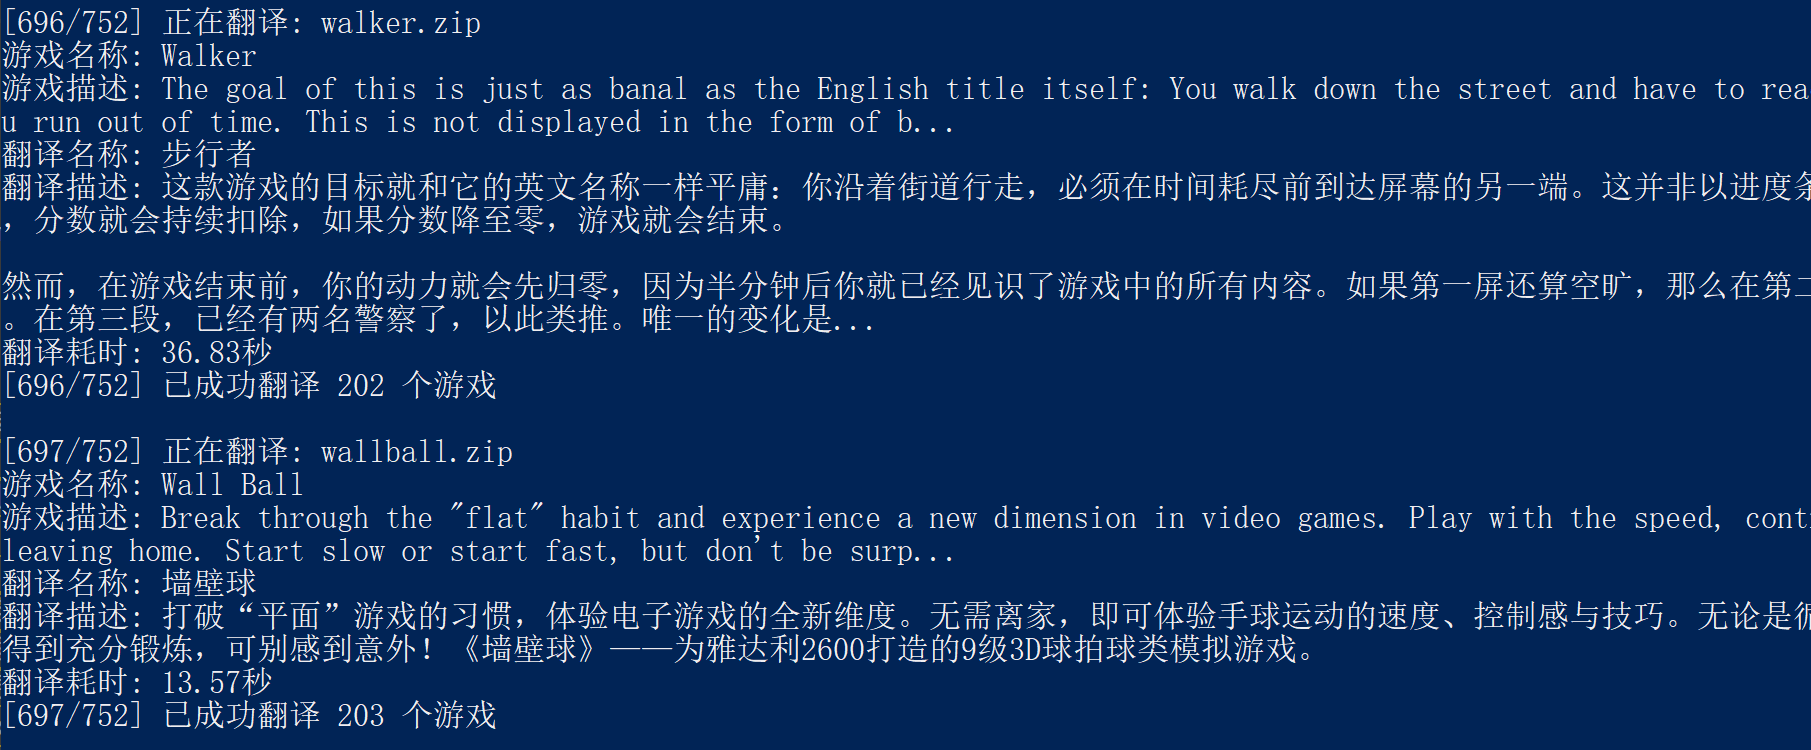 [696/752] 正在翻译: walker.zip
游戏名称: Walker
游戏描述: The goal of this is just as banal as the English title itself: You walk down the street and have to rea
u run out of time. This is not displayed in the form of b...
翻译名称: 步行者
翻译描述: 这款游戏的目标就和它的英文名称一样平庸：你沿着街道行走，必须在时间耗尽前到达屏幕的另一端。这并非以进度条
，分数就会持续扣除，如果分数降至零，游戏就会结束。
然而，在游戏结束前，你的动力就会先归零，因为半分钟后你就已经见识了游戏中的所有内容。如果第一屏还算空旷，那么在第二
。在第三段，已经有两名警察了，以此类推。唯一的变化是...
翻译耗时: 36.83秒
[696/752] 已成功翻译 202 个游戏
[697/752] 正在翻译: wallball.zip
游戏名称: Wall Ball
游戏描述: Break through the "flat" habit and experience a new dimension in video games. Play with the speed, cont
leaving home. Start slow or start fast, but don't be surp...
翻译名称: 墙壁球
翻译描述: 打破“平面”游戏的习惯，体验电子游戏的全新维度。无需离家，即可体验手球运动的速度、控制感与技巧。无论是
得到充分锻炼，可别感到意外！《墙壁球》——为雅达利2600打造的9级3D球拍球类模拟游戏。
翻译耗时: 13.57秒
[697/752] 已成功翻译 203 个游戏